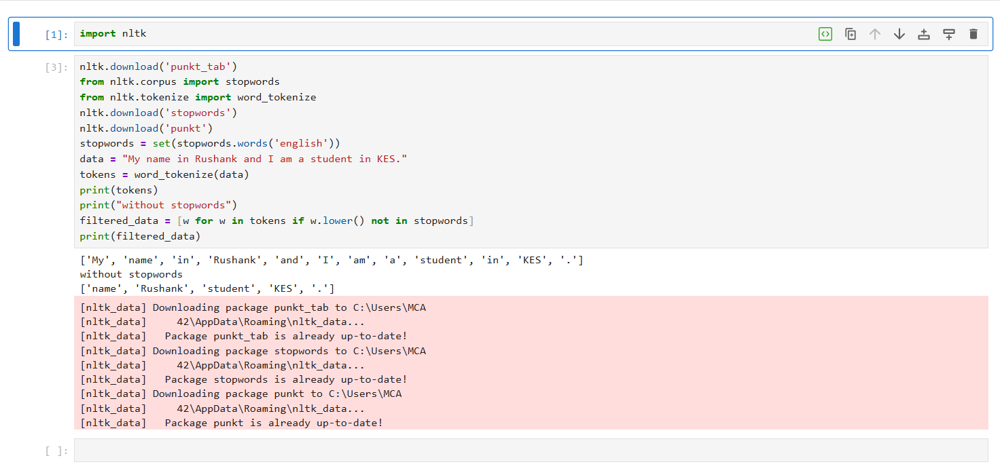 [1]: import nltk
[3]: nltk.download('punkt_tab')
from nltk.corpus import stopwords
from nltk.tokenize import word_tokenize
nltk.download('stopwords')
nltk.download('punkt')
stopwords = set(stopwords.words('english'))
data = "My name in Rushank and I am a student in KES."
tokens = word_tokenize(data)
print(tokens)
print("without stopwords")
filtered_data = [w for w in tokens if w.lower() not in stopwords]
print(filtered_data)
['My', 'name', 'in', 'Rushank', 'and', 'I', 'am', 'a', 'student', 'in', 'KES', '.']
without stopwords
['name', 'Rushank', 'student', 'KES', '.']
[nltk_data] Downloading package punkt_tab to C:\Users\MCA
[nltk_data]     42\AppData\Roaming\nltk_data...
[nltk_data]   Package punkt_tab is already up-to-date!
[nltk_data] Downloading package stopwords to C:\Users\MCA
[nltk_data]     42\AppData\Roaming\nltk_data...
[nltk_data]   Package stopwords is already up-to-date!
[nltk_data] Downloading package punkt to C:\Users\MCA
[nltk_data]     42\AppData\Roaming\nltk_data...
[nltk_data]   Package punkt is already up-to-date!
[ ]: